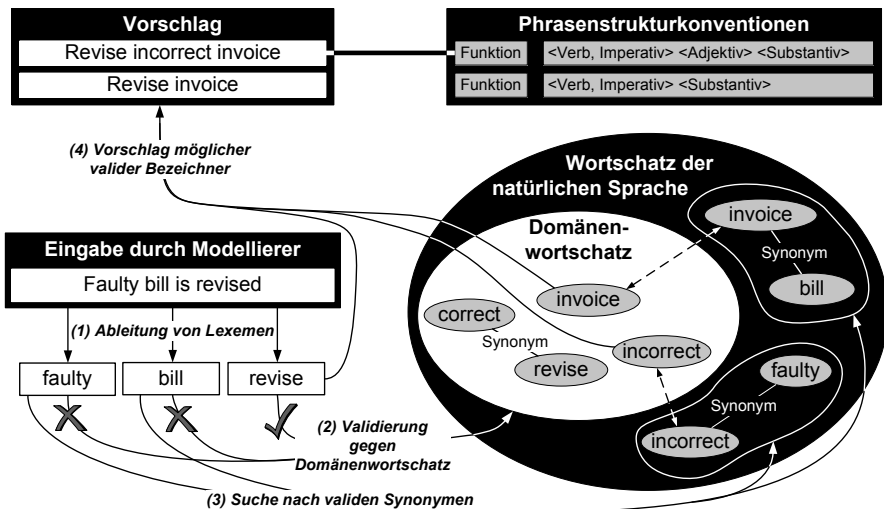 Vorschlag
Revise incorrect invoice
Revise invoice
Phrasenstrukturkonventionen
Funktion <Verb, Imperativ> <Adjektiv> <Substantiv>
Funktion <Verb, Imperativ> <Substantiv>
(4) Vorschlag möglicher
valider Bezeichner
Wortschatz der
natürlichen Sprache
Domänen-
wortschatz
invoice
Synonym
bill
invoice
correct
Synonym
revise
incorrect
faulty
Synonym
incorrect
Eingabe durch Modellierer
Faulty bill is revised
(1) Ableitung von Lexemen
faulty
bill
revise
(2) Validierung
gegen
Domänenwortschatz
(3) Suche nach validen Synonymen